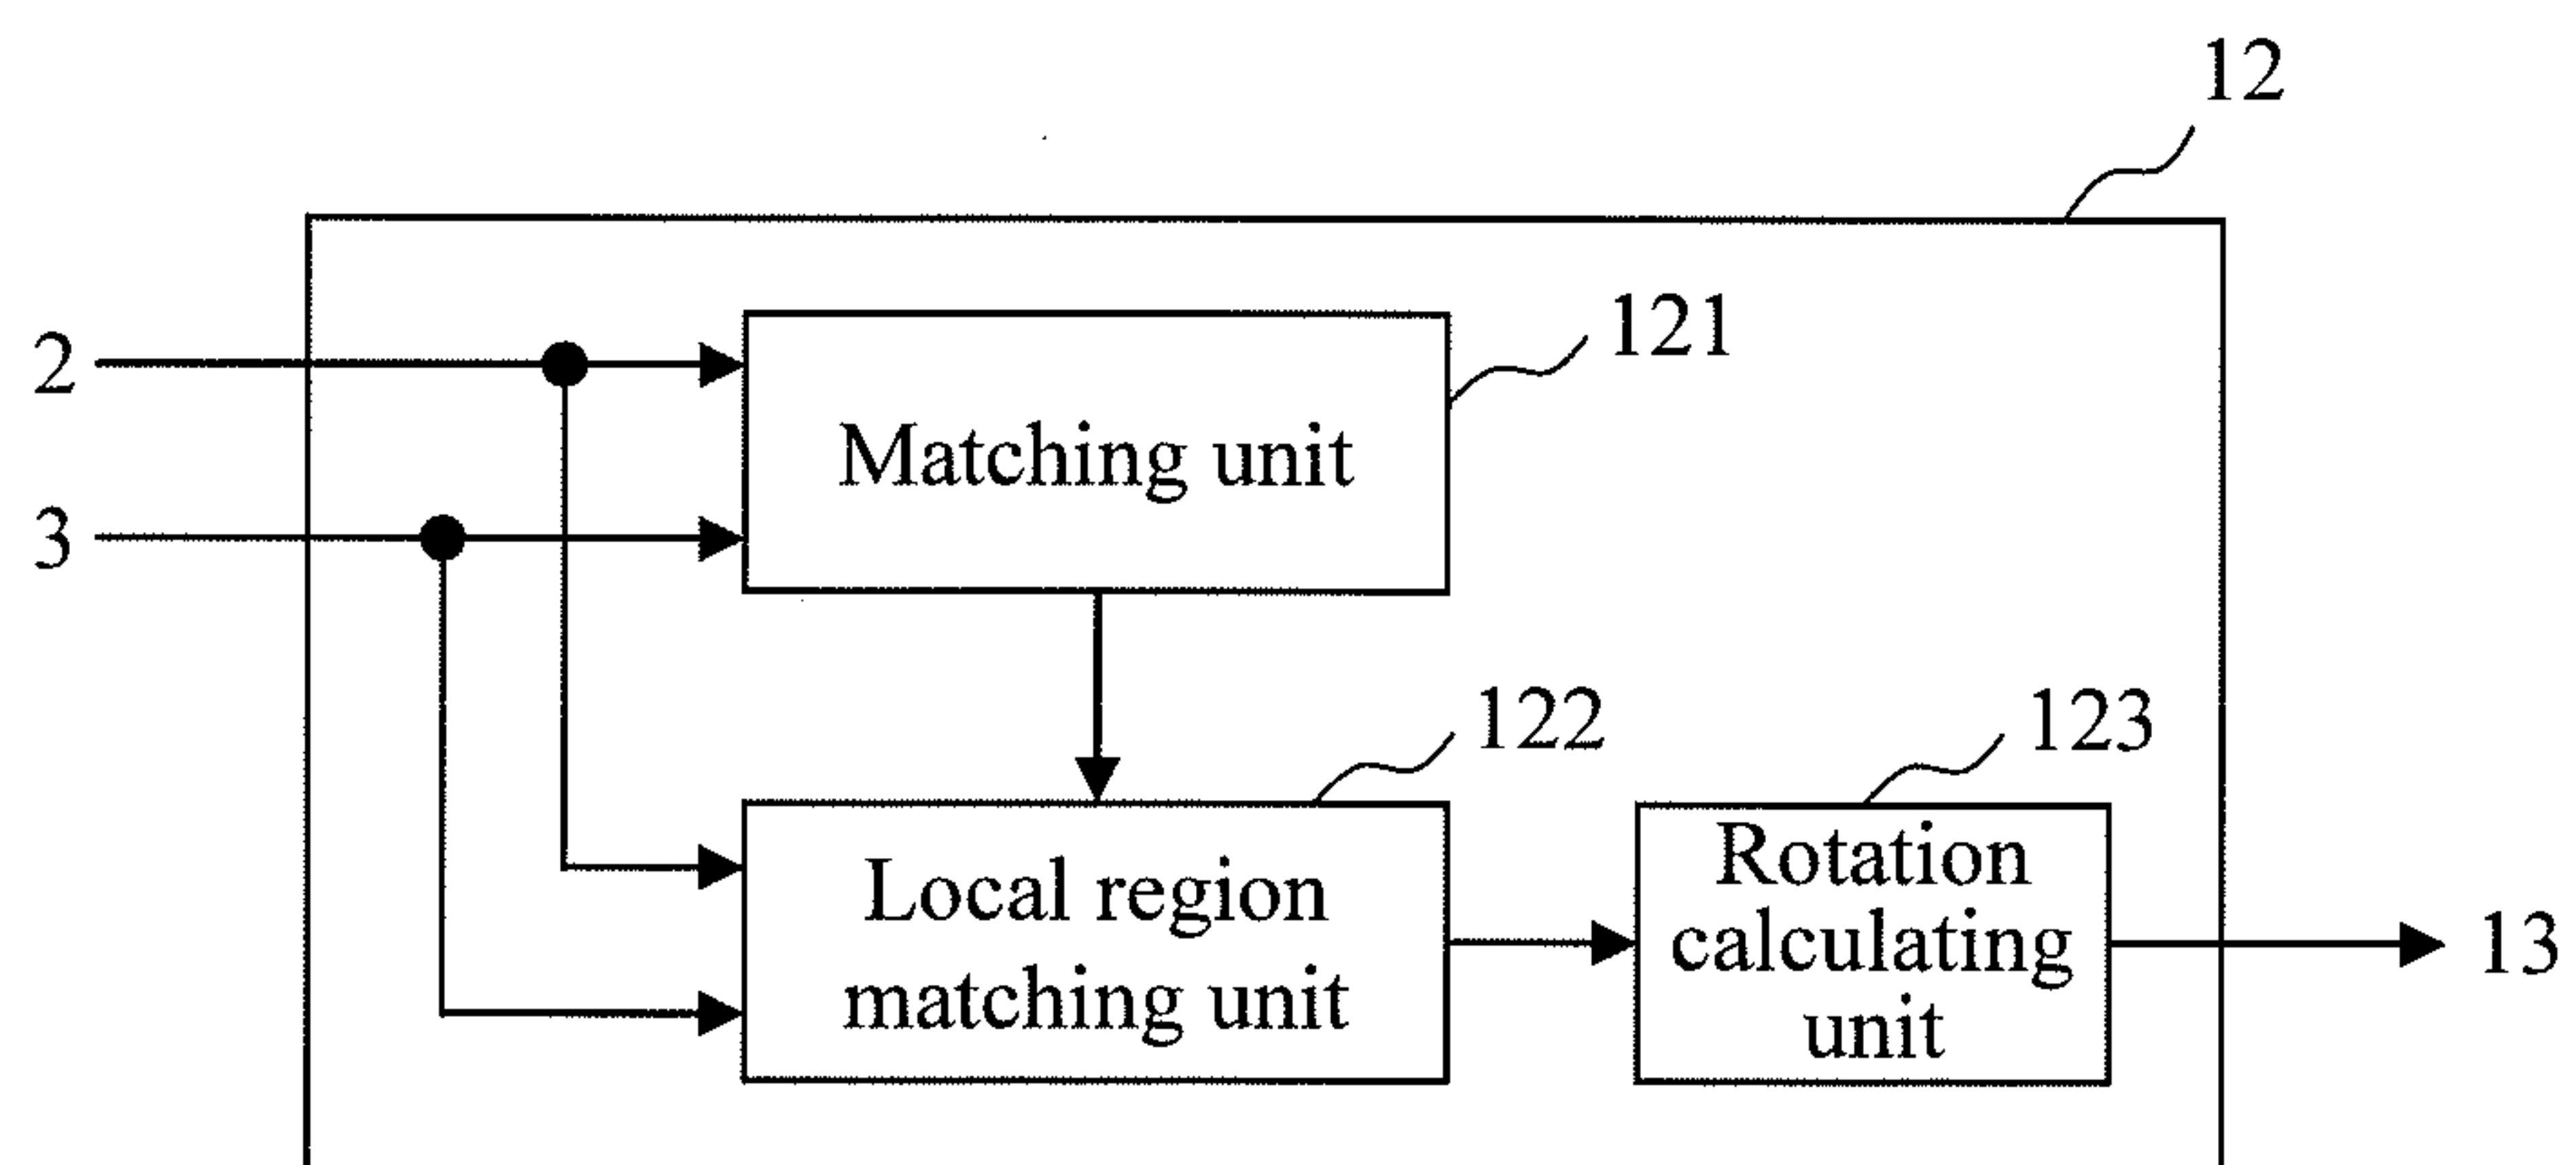 12
2
121
Matching unit
3
122
123
Local region
matching unit
Rotation
calculating
unit
13